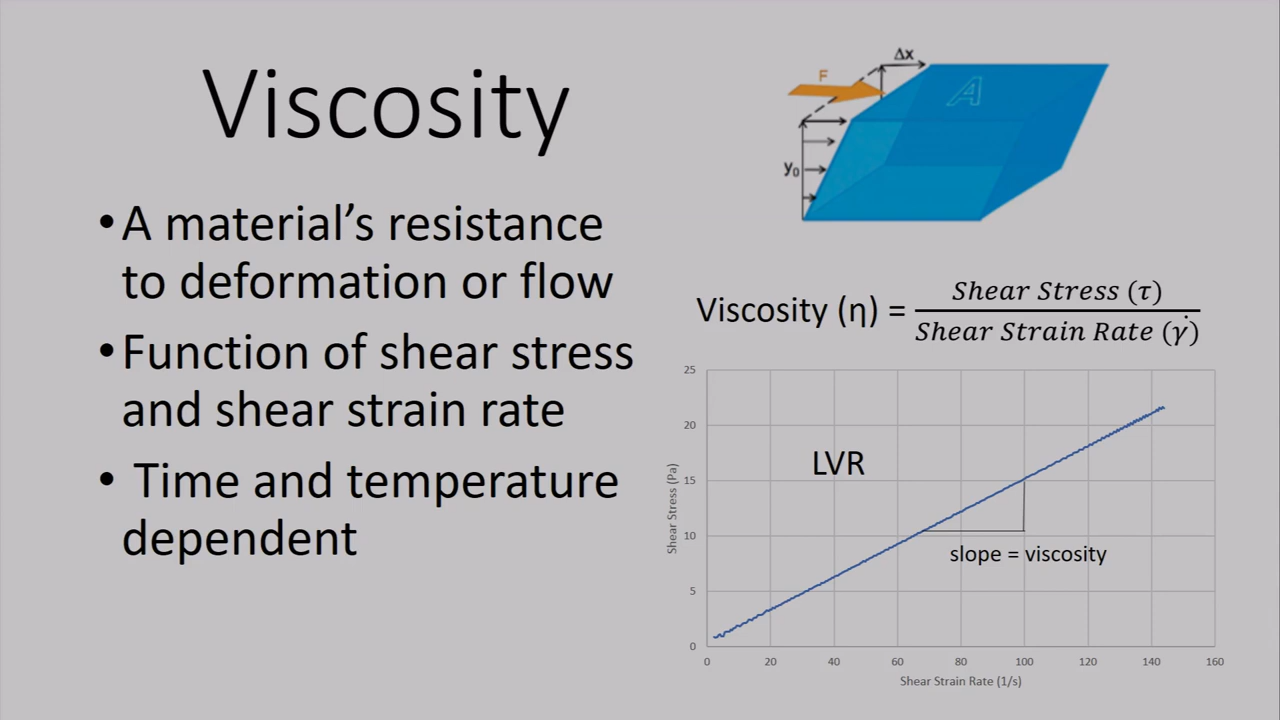 Viscosity
•A material’s resistance
to deformation or flow
•Function of shear stress
and shear strain rate
• Time and temperature
dependent
Δx
F
A
y₀
Viscosity (η) = Shear Stress (τ) / Shear Strain Rate (γ̇)
25
20
15
10
5
0
Shear Stress (Pa)
LVR
slope = viscosity
0 20 40 60 80 100 120 140 160
Shear Strain Rate (1/s)